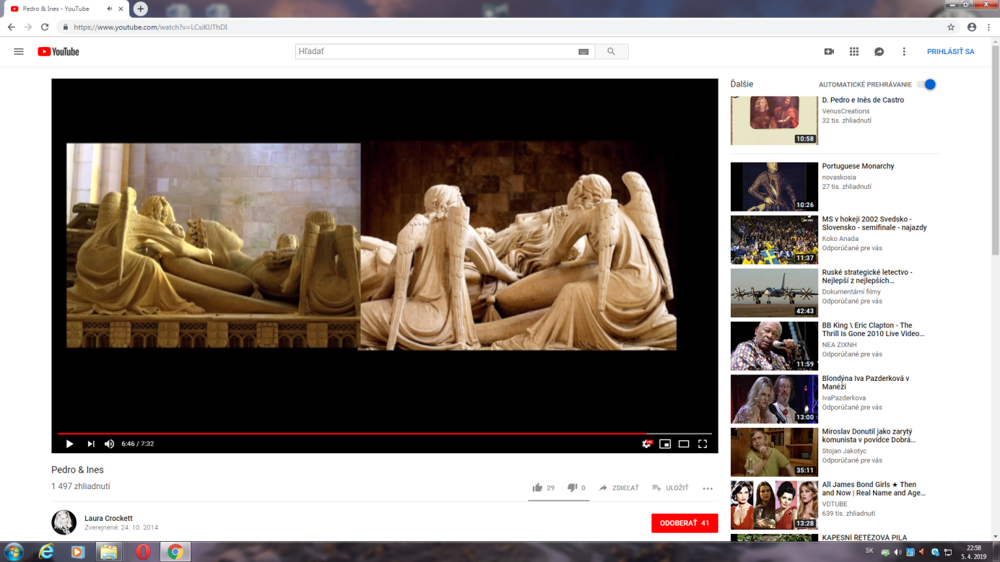 Pedro & Ines - YouTube
https://www.youtube.com/watch?v=LCsiKlJThDI
YouTube
Hľadať
PRIHLÁSIŤ SA
Ďalšie
AUTOMATICKÉ PREHRÁVANIE
D. Pedro e Inês de Castro
VenusCreations
32 tis. zhliadnutí
10:58
Portuguese Monarchy
novaskosia
27 tis. zhliadnutí
10:26
MS v hokeji 2002 Svedsko -
Slovensko - semifinale - najazdy
Koko Anada
Odporúčané pre vás
11:37
Ruské strategické letectvo -
Nejlepší z nejlepších...
Dokumentární filmy
Odporúčané pre vás
42:43
BB King \ Eric Clapton - The
Thrill Is Gone 2010 Live Video...
NEA ZIXNH
Odporúčané pre vás
11:59
Blondýna Iva Pazderková v
Manéži
IvaPazderkova
Odporúčané pre vás
13:00
Miroslav Donutil jako zarytý
komunista v povídce Dobrá...
Stojan Jakotyc
Odporúčané pre vás
35:11
All James Bond Girls ★ Then
and Now | Real Name and Age...
VDTUBE
639 tis. zhliadnutí
13:28
KAPESNÍ ŘETĚZOVÁ PILA
6:46 / 7:32
HD
Pedro & Ines
1 497 zhliadnutí
29
0
ZDIEĽAŤ
ULOŽIŤ
Laura Crockett
Zverejnené: 24. 10. 2014
ODOBERAŤ 41
SK
22:58
5. 4. 2019